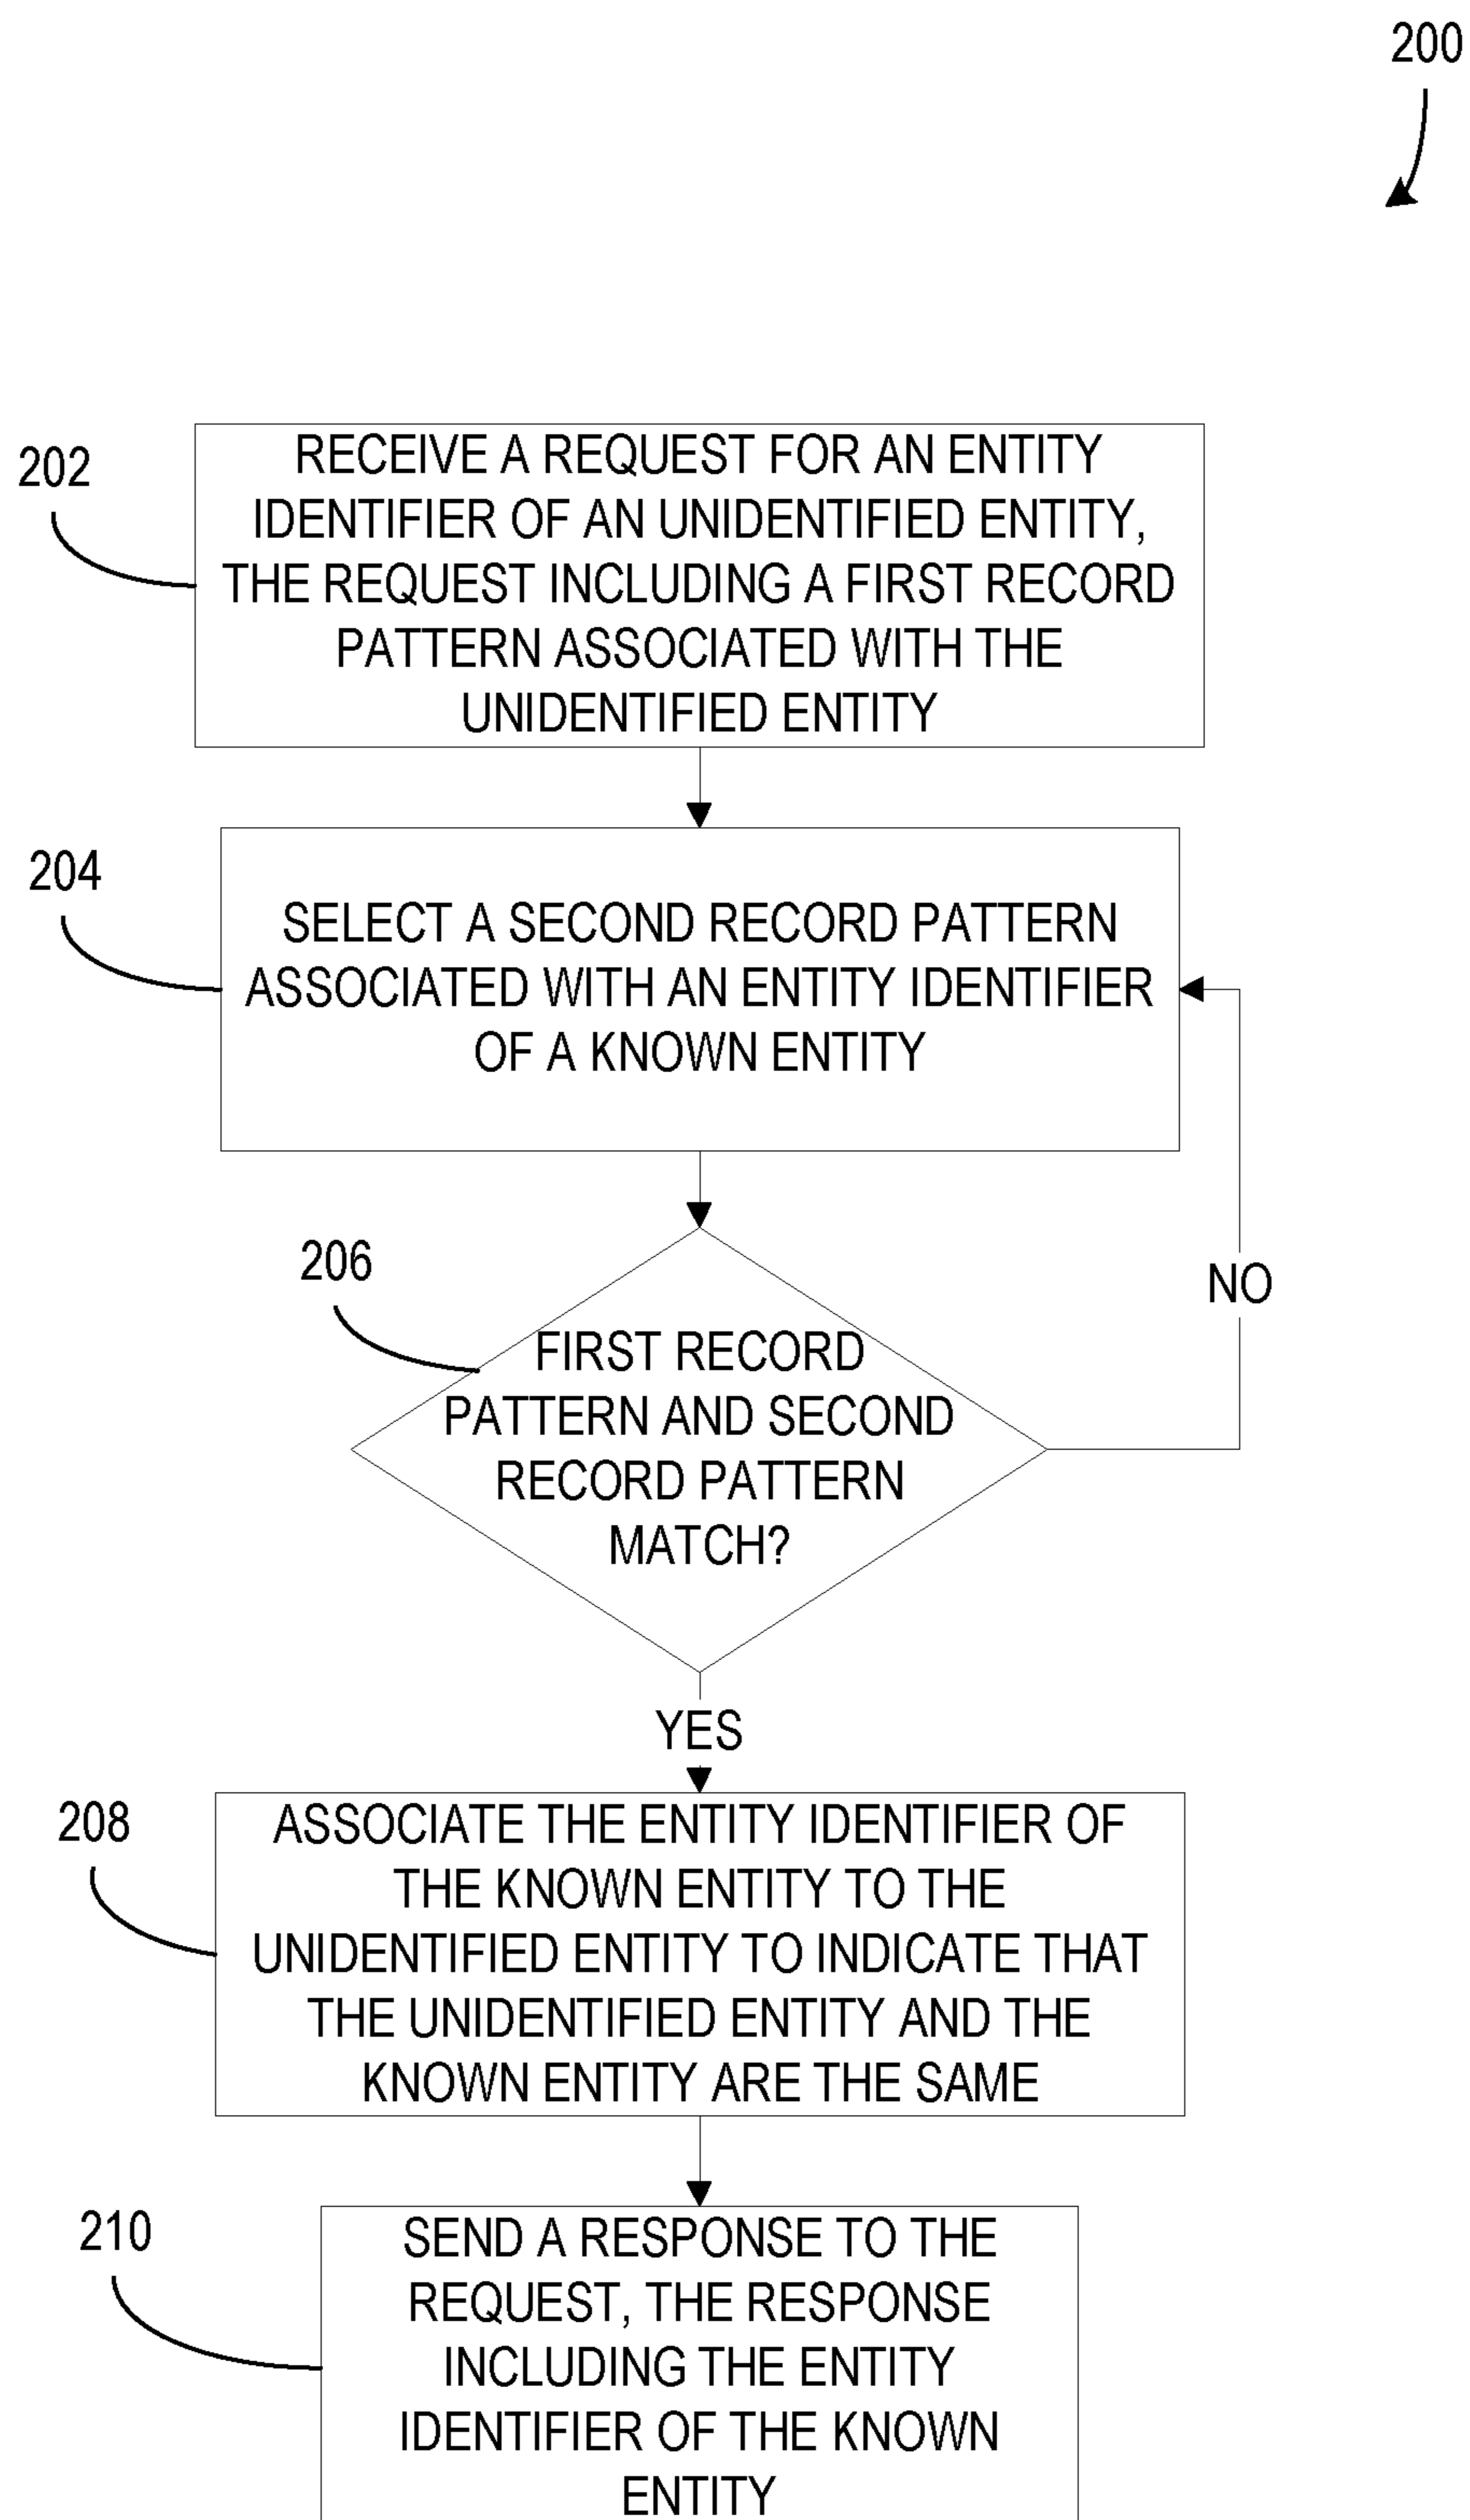 200
202
RECEIVE A REQUEST FOR AN ENTITY
IDENTIFIER OF AN UNIDENTIFIED ENTITY,
THE REQUEST INCLUDING A FIRST RECORD
PATTERN ASSOCIATED WITH THE
UNIDENTIFIED ENTITY
204
SELECT A SECOND RECORD PATTERN
ASSOCIATED WITH AN ENTITY IDENTIFIER
OF A KNOWN ENTITY
206
NO
FIRST RECORD
PATTERN AND SECOND
RECORD PATTERN
MATCH?
YES
208
ASSOCIATE THE ENTITY IDENTIFIER OF
THE KNOWN ENTITY TO THE
UNIDENTIFIED ENTITY TO INDICATE THAT
THE UNIDENTIFIED ENTITY AND THE
KNOWN ENTITY ARE THE SAME
210
SEND A RESPONSE TO THE
REQUEST, THE RESPONSE
INCLUDING THE ENTITY
IDENTIFIER OF THE KNOWN
ENTITY